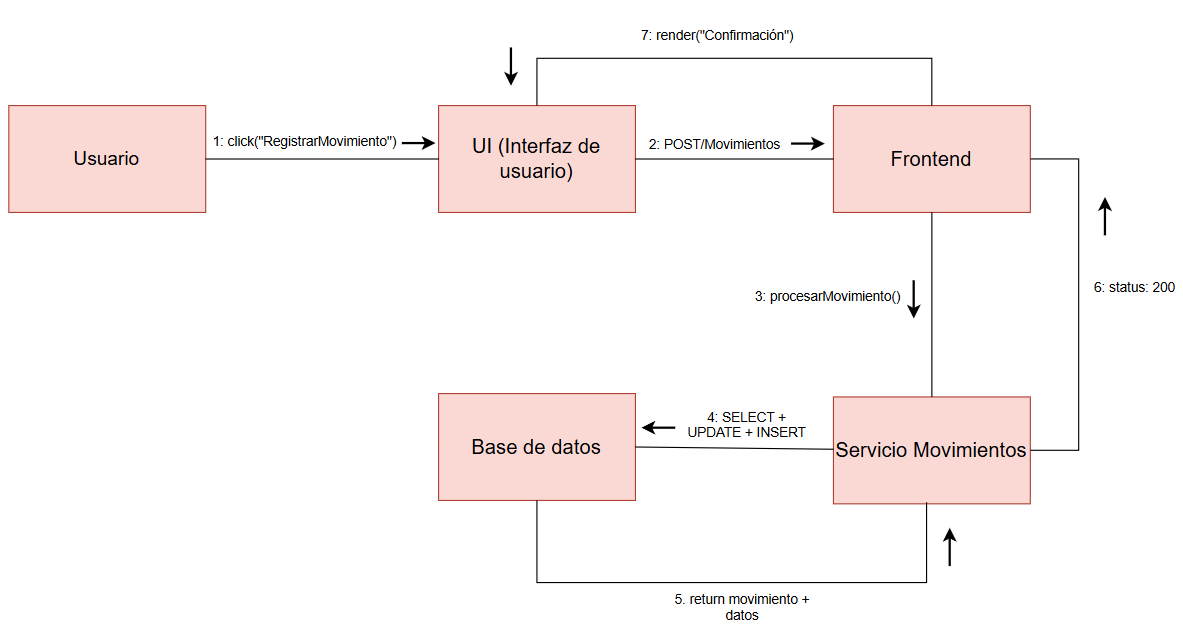 7: render("Confirmación")
Usuario
1: click("RegistrarMovimiento")
UI (Interfaz de
usuario)
2: POST/Movimientos
Frontend
3: procesarMovimiento()
6: status: 200
Base de datos
4: SELECT +
UPDATE + INSERT
Servicio Movimientos
5. return movimiento +
datos